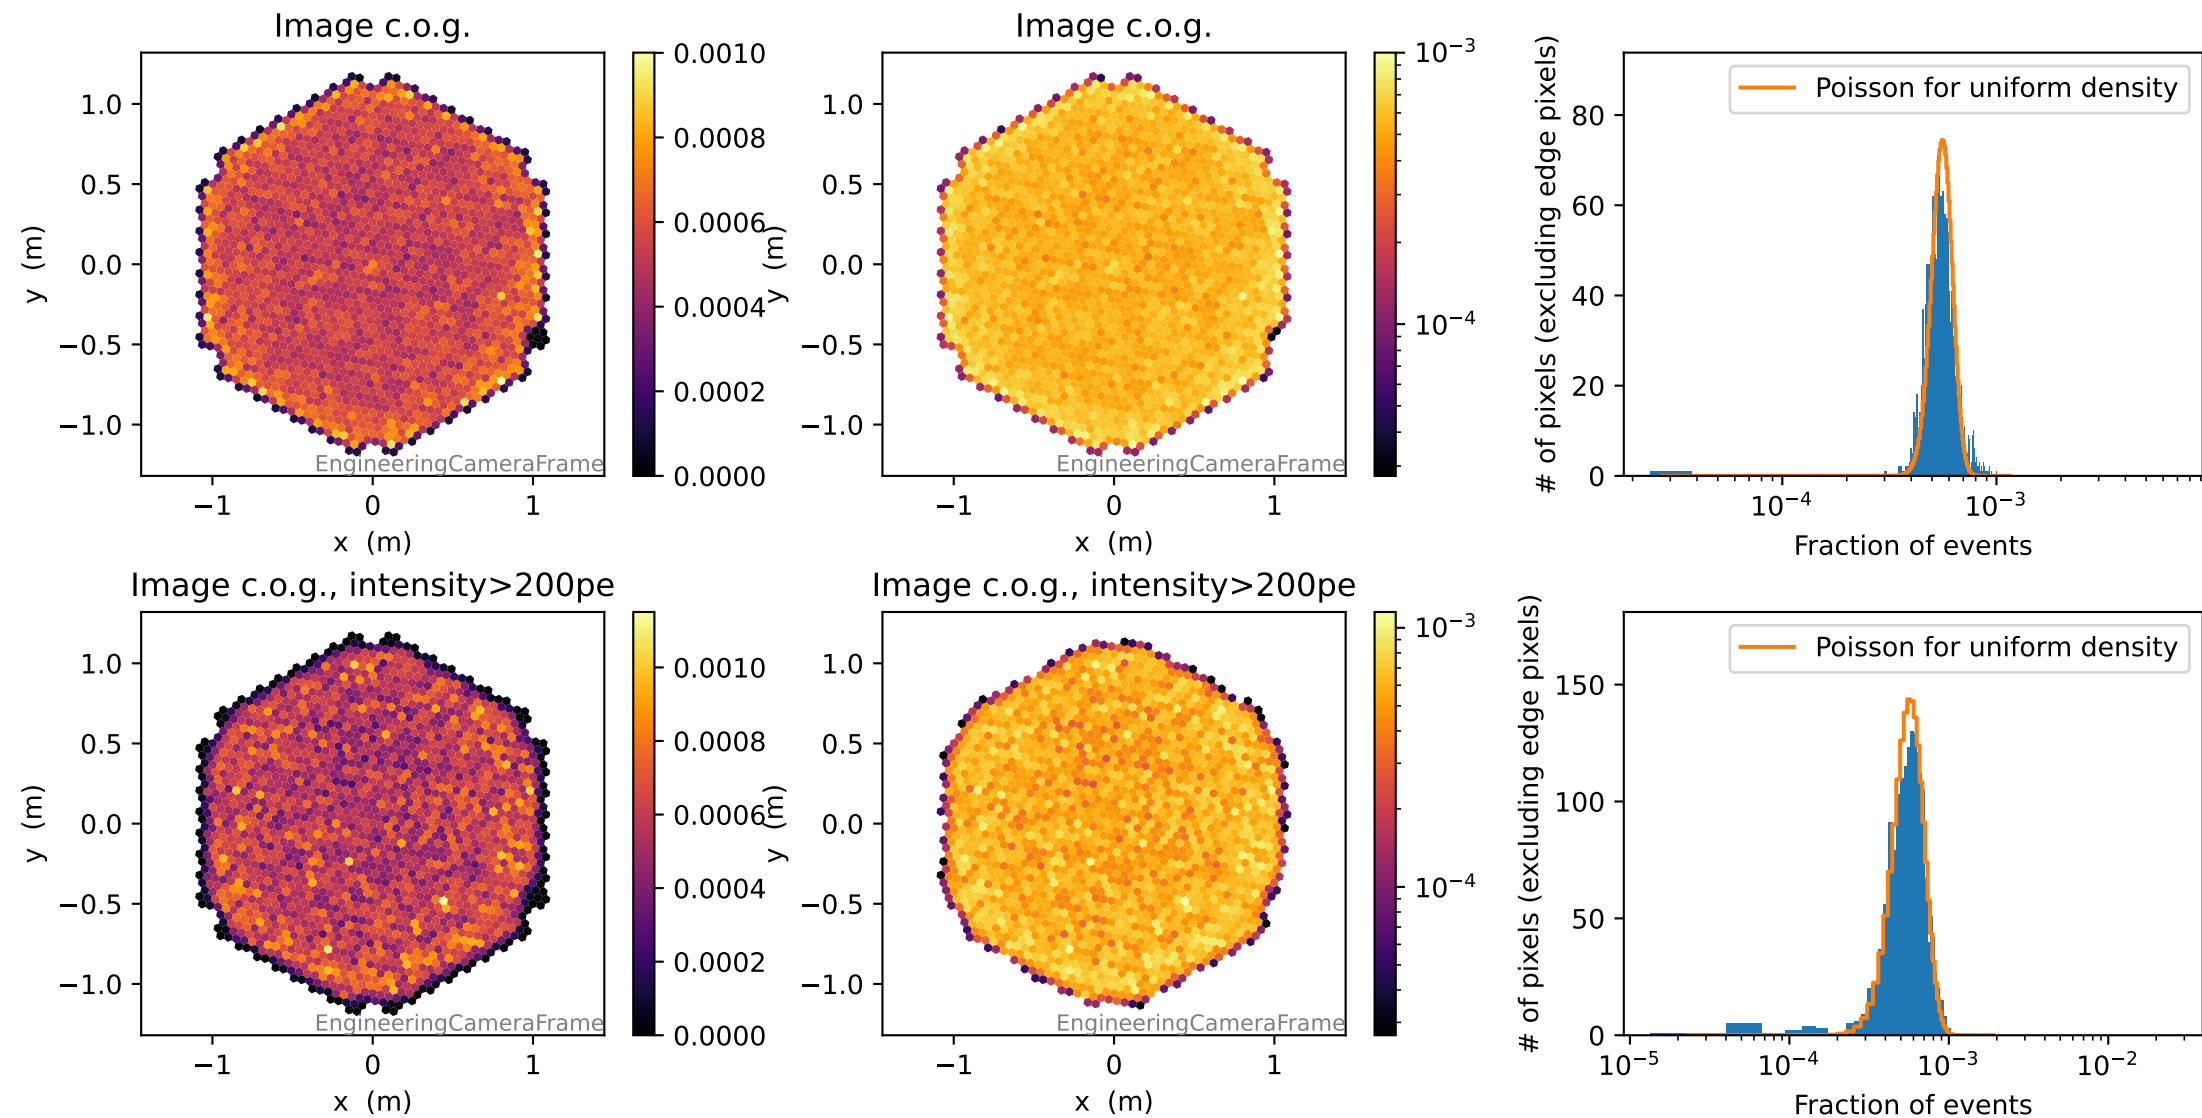 Image c.o.g.
y (m)
1.0
0.5
0.0
−0.5
−1.0
−1
0
1
x (m)
EngineeringCameraFrame
0.0010
0.0008
0.0006
0.0004
0.0002
0.0000
Image c.o.g.
y (m)
1.0
0.5
0.0
−0.5
−1.0
−1
0
1
x (m)
EngineeringCameraFrame
10⁻³
10⁻⁴
# of pixels (excluding edge pixels)
80
60
40
20
0
Poisson for uniform density
10⁻⁴
10⁻³
Fraction of events
Image c.o.g., intensity>200pe
y (m)
1.0
0.5
0.0
−0.5
−1.0
−1
0
1
x (m)
EngineeringCameraFrame
0.0010
0.0008
0.0006
0.0004
0.0002
0.0000
Image c.o.g., intensity>200pe
y (m)
1.0
0.5
0.0
−0.5
−1.0
−1
0
1
x (m)
EngineeringCameraFrame
10⁻³
10⁻⁴
# of pixels (excluding edge pixels)
150
100
50
0
Poisson for uniform density
10⁻⁵
10⁻⁴
10⁻³
10⁻²
Fraction of events